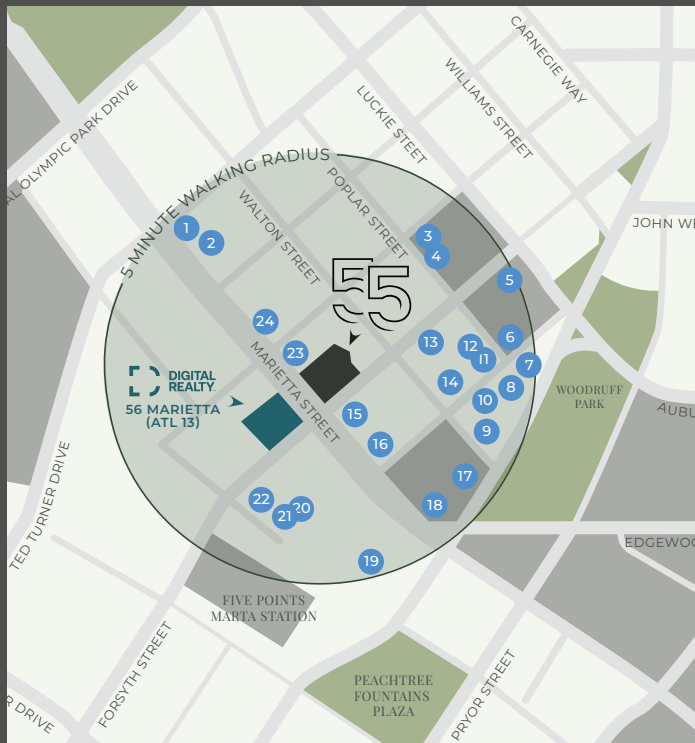 CARNEGIE WAY
WILLIAMS STREET
LUCKIE STEET
AL OLYMPIC PARK DRIVE
5 MINUTE WALKING RADIUS
POPLAR STREET
WALTON STREET
JOHN WE
1
2
3
4
5
55
24
23
13
12
11
6
7
MARIETTA STREET
DIGITAL
REALTY
56 MARIETTA
(ATL 13)
14
8
10
9
WOODRUFF
PARK
AUBU
15
16
17
18
22
20
21
19
TED TURNER DRIVE
EDGEWOO
FIVE POINTS
MARTA STATION
FORSYTH STREET
PEACHTREE
FOUNTAINS
PLAZA
PRYOR STREET
R DRIVE